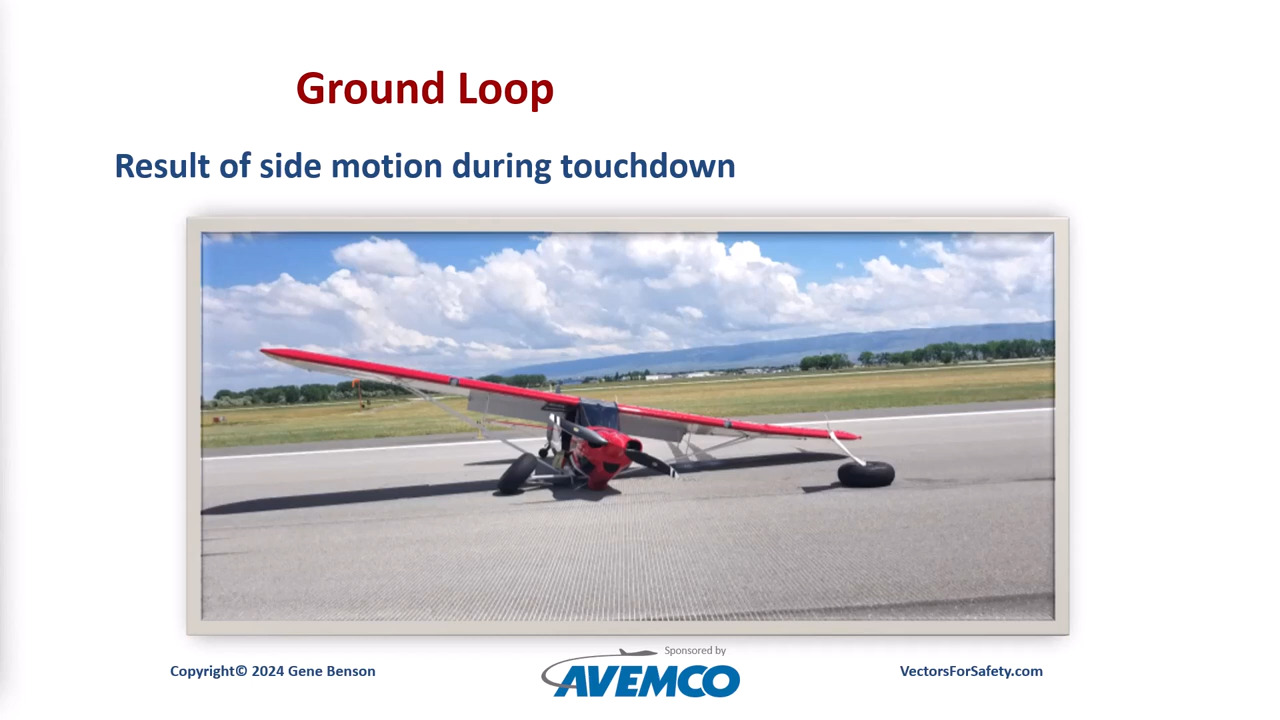 Ground Loop
Result of side motion during touchdown
Sponsored by
Copyright© 2024 Gene Benson
AVEMCO
VectorsForSafety.com